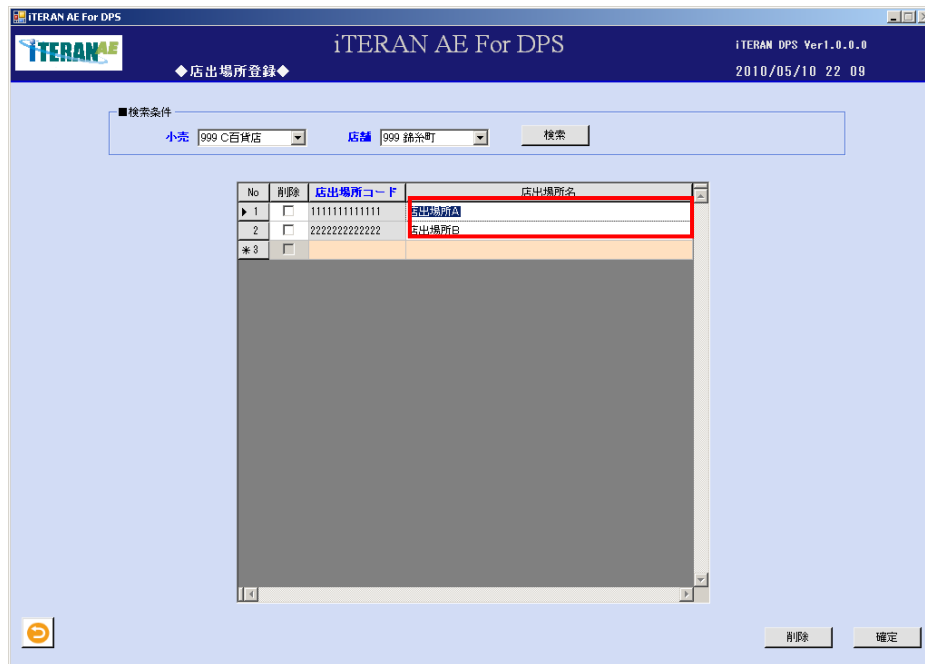 iTERAN AE For DPS
iTERAN AE
iTERAN AE For DPS
iTERAN DPS Ver1.0.0.0
◆店出場所登録◆
2010/05/10 22 09
■検索条件
小売 999 C百貨店 店舗 999 錦糸町 検索
No 削除 店出場所コード 店出場所名
1 1111111111111 店出場所A
2 2222222222222 店出場所B
3
削除 確定